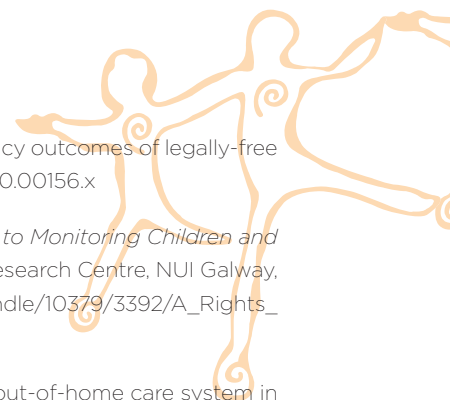 cy outcomes of legally-free
0.00156.x
to Monitoring Children and
esearch Centre, NUI Galway,
ndle/10379/3392/A_Rights_
out-of-home care system in